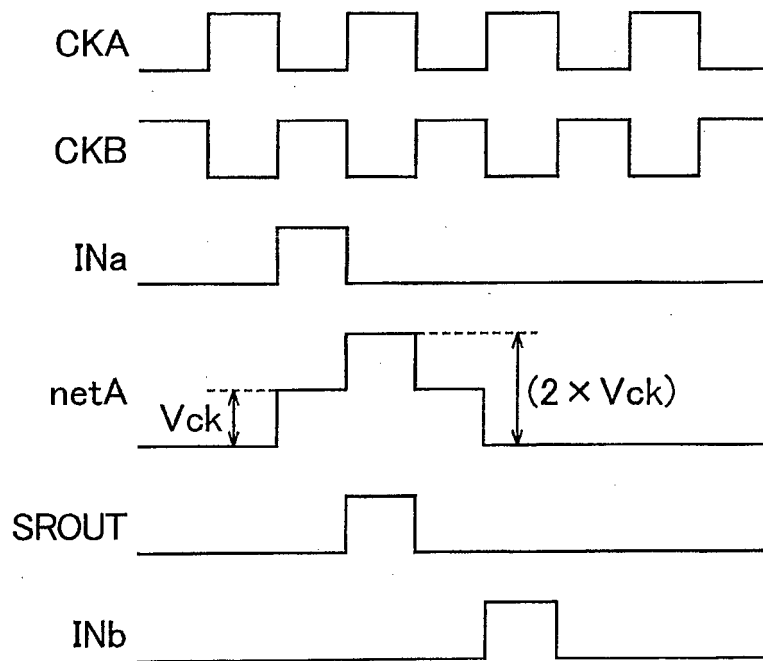 CKA
CKB
INa
netA
Vck
(2 × Vck)
SROUT
INb